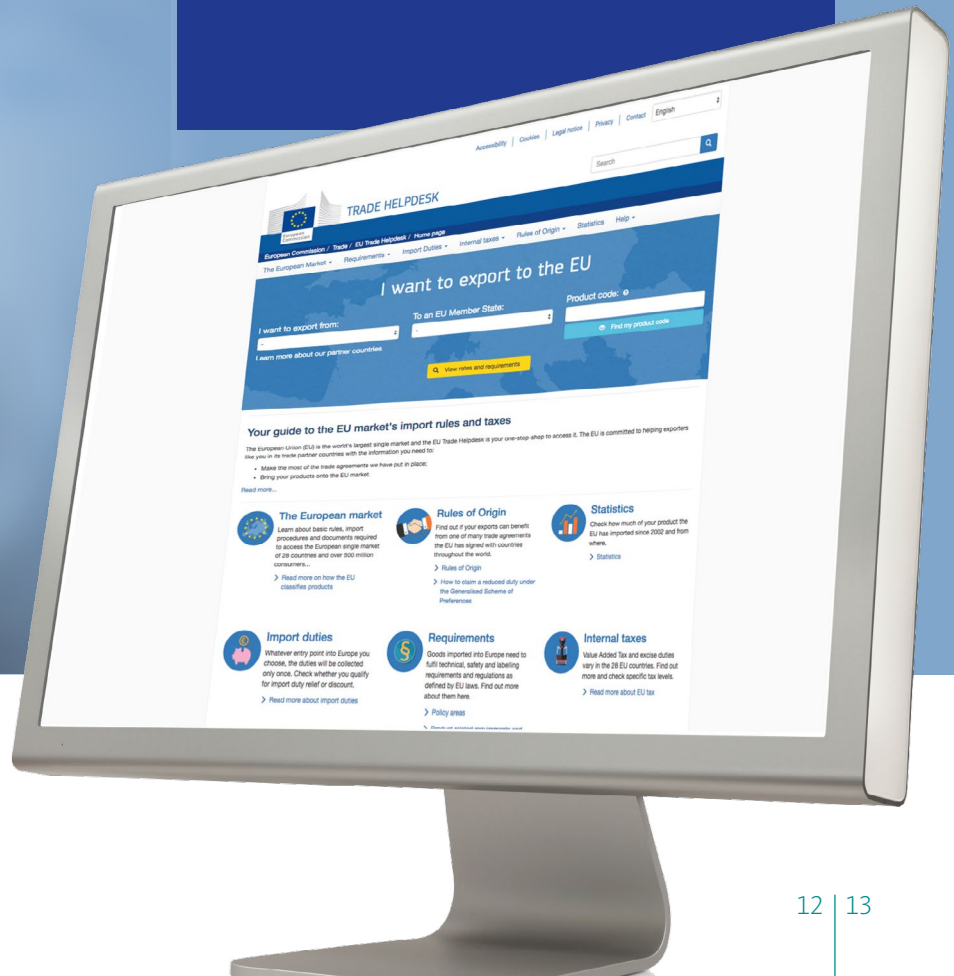 Accessibility | Cookies | Legal notice | Privacy | Contact English
Search
European
Commission
TRADE HELPDESK
European Commission / Trade / EU Trade Helpdesk / Home page
The European Market Requirements Import Duties Internal taxes Rules of Origin Statistics Help
I want to export to the EU
I want to export from:
To an EU Member State:
Product code:
-
-
Find my product code
Learn more about our partner countries
View rates and requirements
Your guide to the EU market's import rules and taxes
The European Union (EU) is the world's largest single market and the EU Trade Helpdesk is your one-stop shop to access it. The EU is committed to helping exporters
like you in its trade partner countries with the information you need to:
• Make the most of the trade agreements we have put in place;
• Bring your products onto the EU market
Read more...
The European market
Learn about basic rules, import
procedures and documents required
to access the European single market
of 28 countries and over 500 million
consumers...
> Read more on how the EU
classifies products
Rules of Origin
Find out if your exports can benefit
from one of many trade agreements
the EU has signed with countries
throughout the world.
> Rules of Origin
> How to claim a reduced duty under
the Generalised Scheme of
Preferences
Statistics
Check how much of your product the
EU has imported since 2002 and from
where.
> Statistics
Import duties
Whatever entry point into Europe you
choose, the duties will be collected
only once. Check whether you qualify
for import duty relief or discount.
> Read more about import duties
Requirements
Goods imported into Europe need to
fulfil technical, safety and labeling
requirements and regulations as
defined by EU laws. Find out more
about them here.
> Policy areas
Internal taxes
Value Added Tax and excise duties
vary in the 28 EU countries. Find out
more and check specific tax levels.
> Read more about EU tax
12 | 13